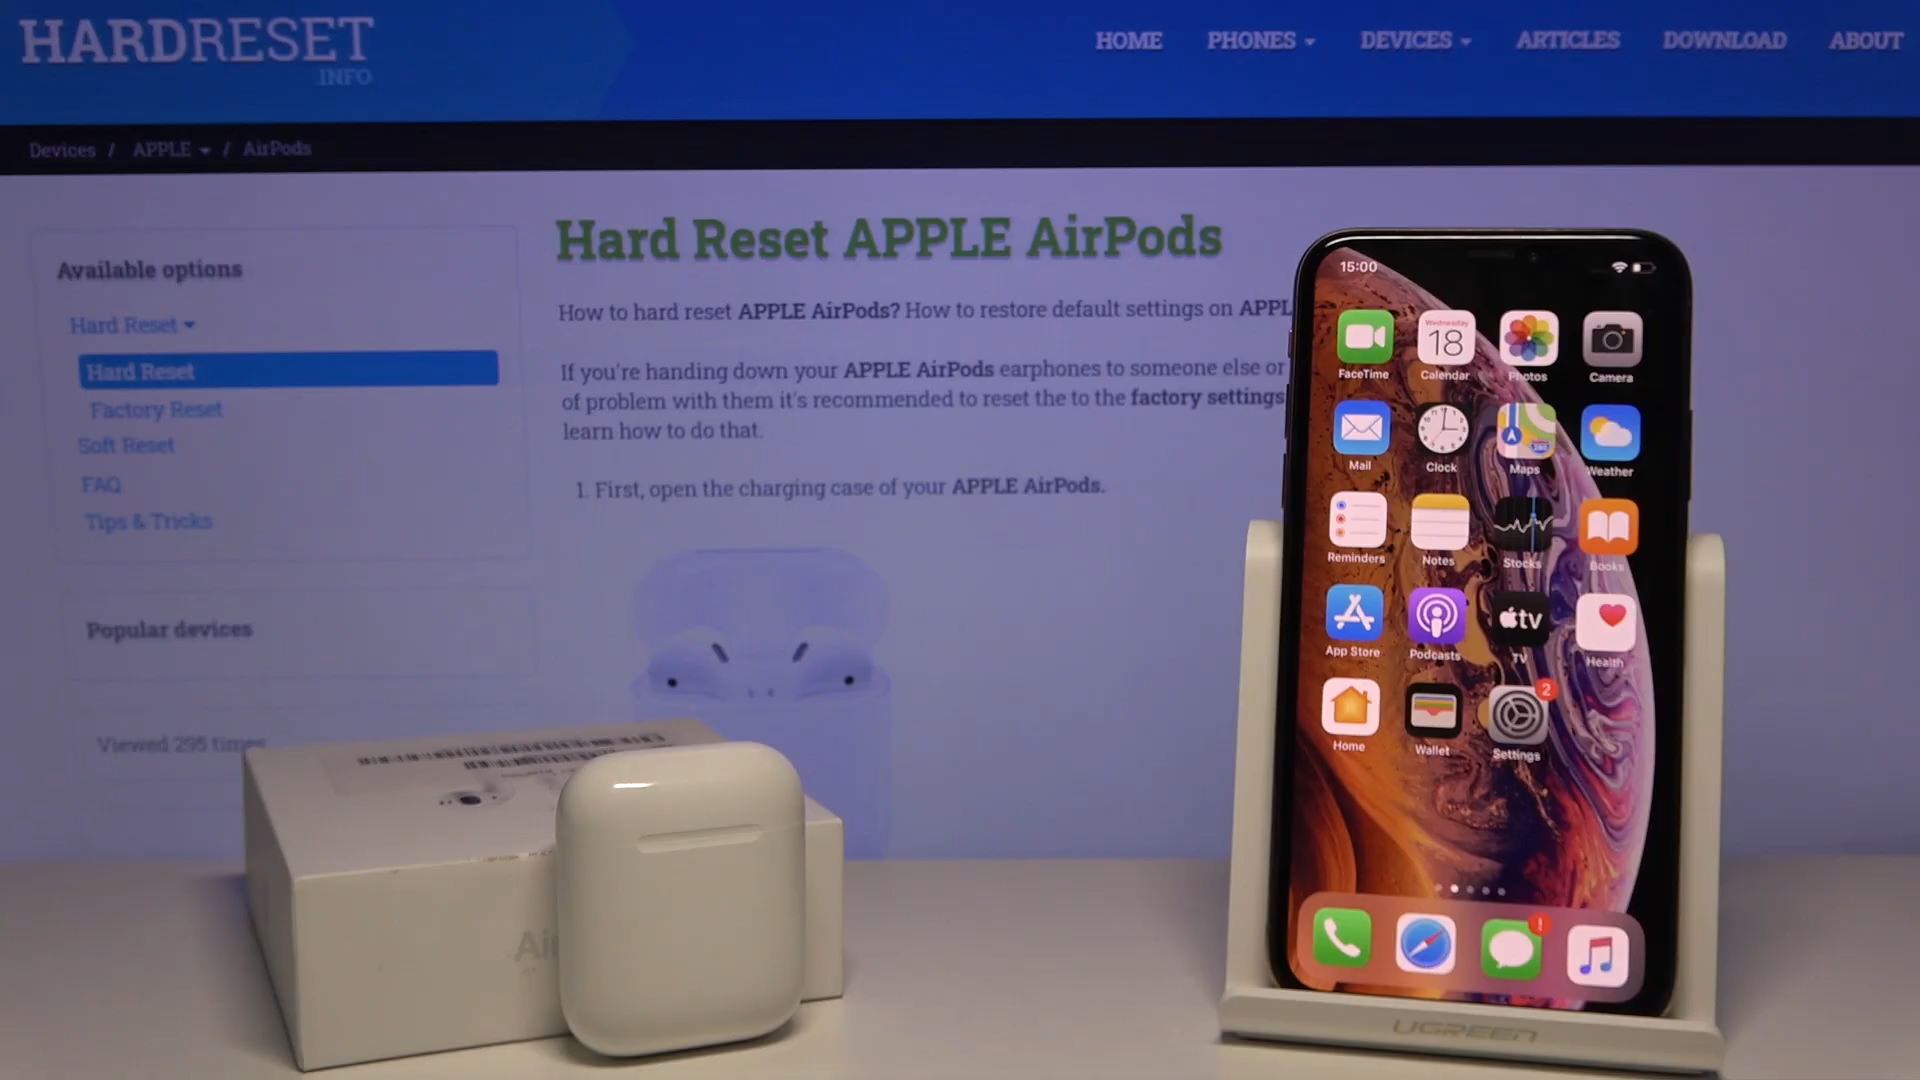 HARDRESET
.INFO
HOME PHONES DEVICES ARTICLES DOWNLOAD ABOUT
Devices / APPLE / AirPods
Available options
Hard Reset
Hard Reset
Factory Reset
Soft Reset
FAQ
Tips & Tricks
Popular devices
Viewed 295 times
Hard Reset APPLE AirPods
How to hard reset APPLE AirPods? How to restore default settings on APPL
If you're handing down your APPLE AirPods earphones to someone else or
of problem with them it's recommended to reset the to the factory settings
learn how to do that.
1. First, open the charging case of your APPLE AirPods.
Air
15:00
Wednesday
18
FaceTime Calendar Photos Camera
Mail Clock Maps Weather
Reminders Notes Stocks Books
tv
App Store Podcasts TV Health
2
Home Wallet Settings
!
UGREEN